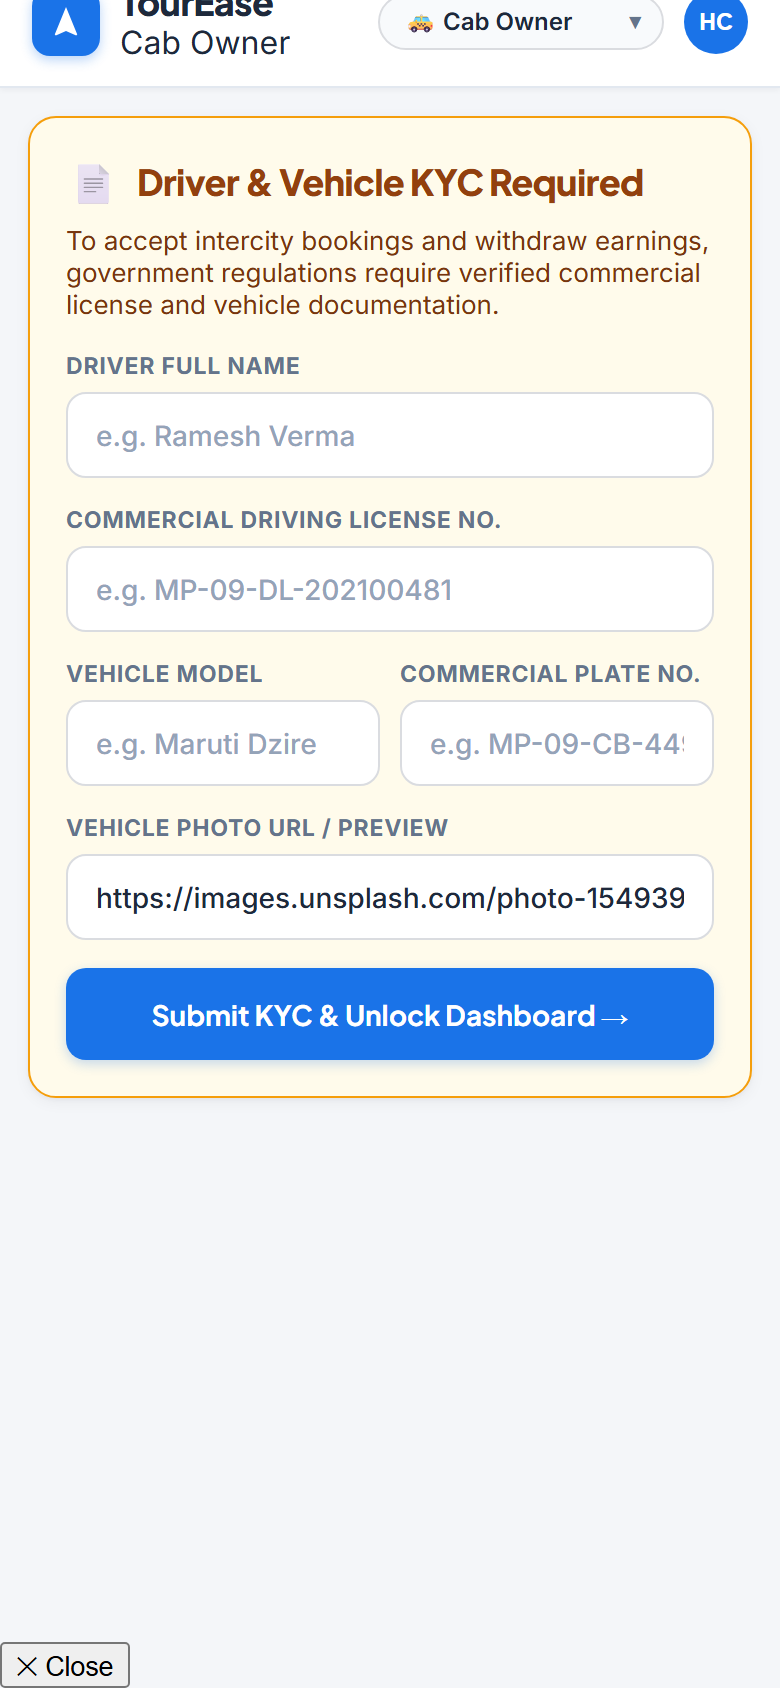 TourEase
Cab Owner
🚕 Cab Owner ▼
HC
Driver & Vehicle KYC Required
To accept intercity bookings and withdraw earnings,
government regulations require verified commercial
license and vehicle documentation.
DRIVER FULL NAME
e.g. Ramesh Verma
COMMERCIAL DRIVING LICENSE NO.
e.g. MP-09-DL-202100481
VEHICLE MODEL
COMMERCIAL PLATE NO.
e.g. Maruti Dzire
e.g. MP-09-CB-449
VEHICLE PHOTO URL / PREVIEW
https://images.unsplash.com/photo-154939
Submit KYC & Unlock Dashboard →
✕ Close